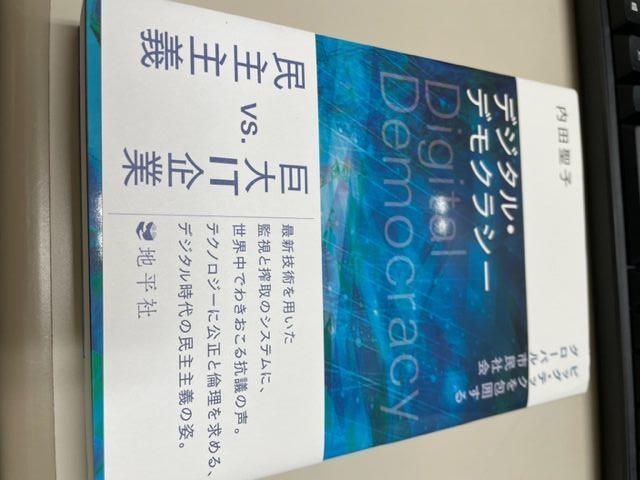 内田聖子
デジタル・
デモクラシー
Digital
Democracy
ビッグ・テックを包囲する
グローバル市民社会
民主主義
vs.
巨大IT企業
最新技術を用いた
監視と搾取のシステムに、
世界中でわきおこる抗議の声。
テクノロジーに公正と倫理を求める、
デジタル時代の民主主義の姿。
地平社